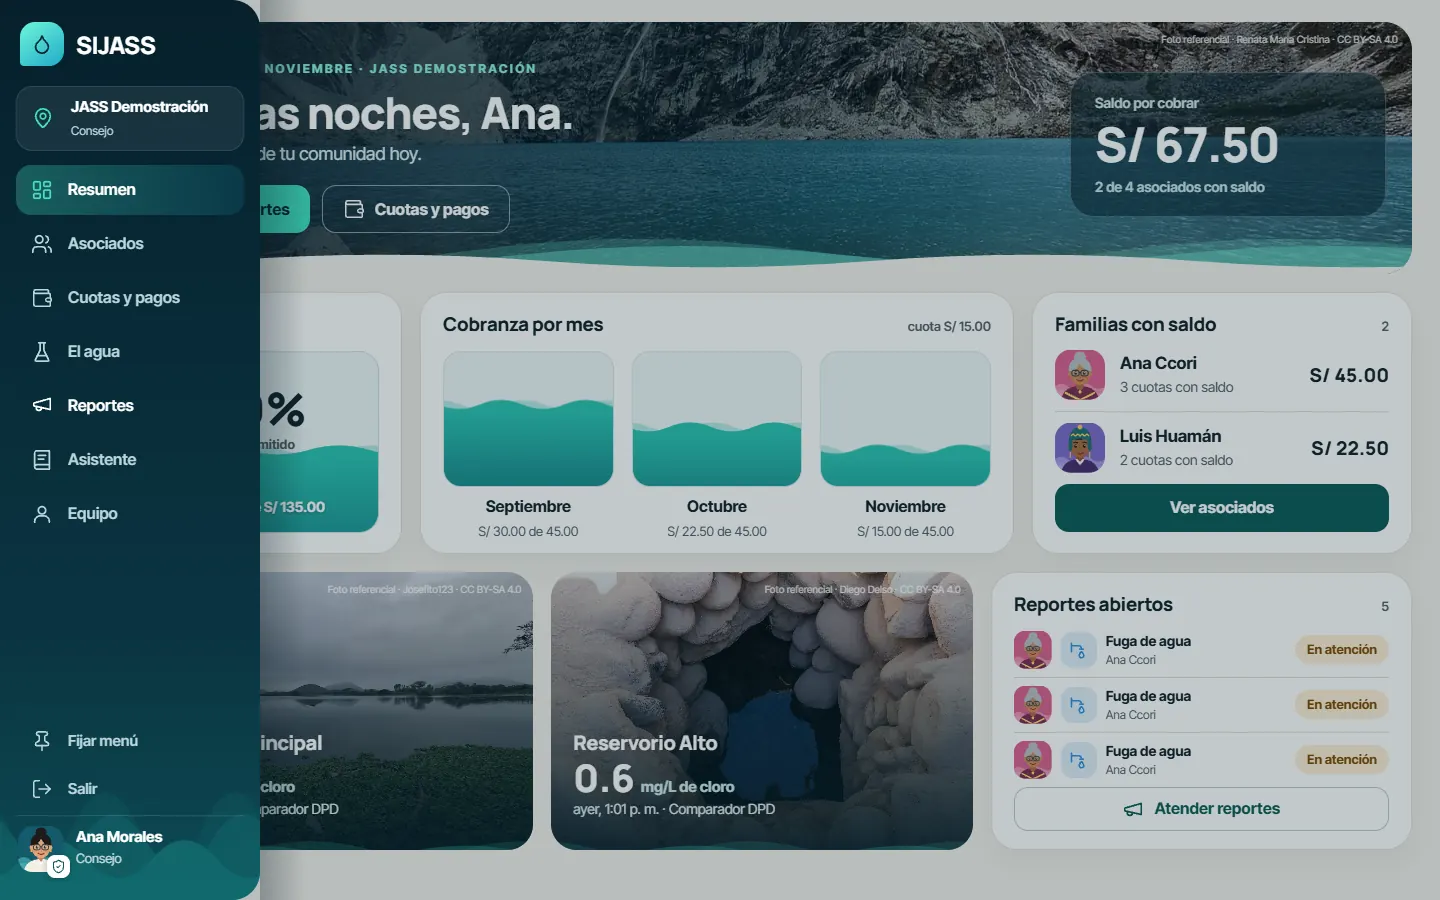 SIJASS
JASS Demostración
Consejo
Resumen
Asociados
Cuotas y pagos
El agua
Reportes
Asistente
Equipo
Fijar menú
Salir
Ana Morales
Consejo
Foto referencial · Renata Maria Cristina · CC BY-SA 4.0
NOVIEMBRE · JASS DEMOSTRACIÓN
as noches, Ana.
de tu comunidad hoy.
rtes
Cuotas y pagos
Saldo por cobrar
S/ 67.50
2 de 4 asociados con saldo
%
mitido
S/ 135.00
Cobranza por mes
cuota S/ 15.00
Septiembre
S/ 30.00 de 45.00
Octubre
S/ 22.50 de 45.00
Noviembre
S/ 15.00 de 45.00
Familias con saldo
2
Ana Ccori
3 cuotas con saldo
S/ 45.00
Luis Huamán
2 cuotas con saldo
S/ 22.50
Ver asociados
Foto referencial · Josefito123 · CC BY-SA 4.0
incipal
cloro
parador DPD
Foto referencial · Diego Delso · CC BY-SA 4.0
Reservorio Alto
0.6 mg/L de cloro
ayer, 1:01 p. m. · Comparador DPD
Reportes abiertos
5
Fuga de agua
Ana Ccori
En atención
Fuga de agua
Ana Ccori
En atención
Fuga de agua
Ana Ccori
En atención
Atender reportes